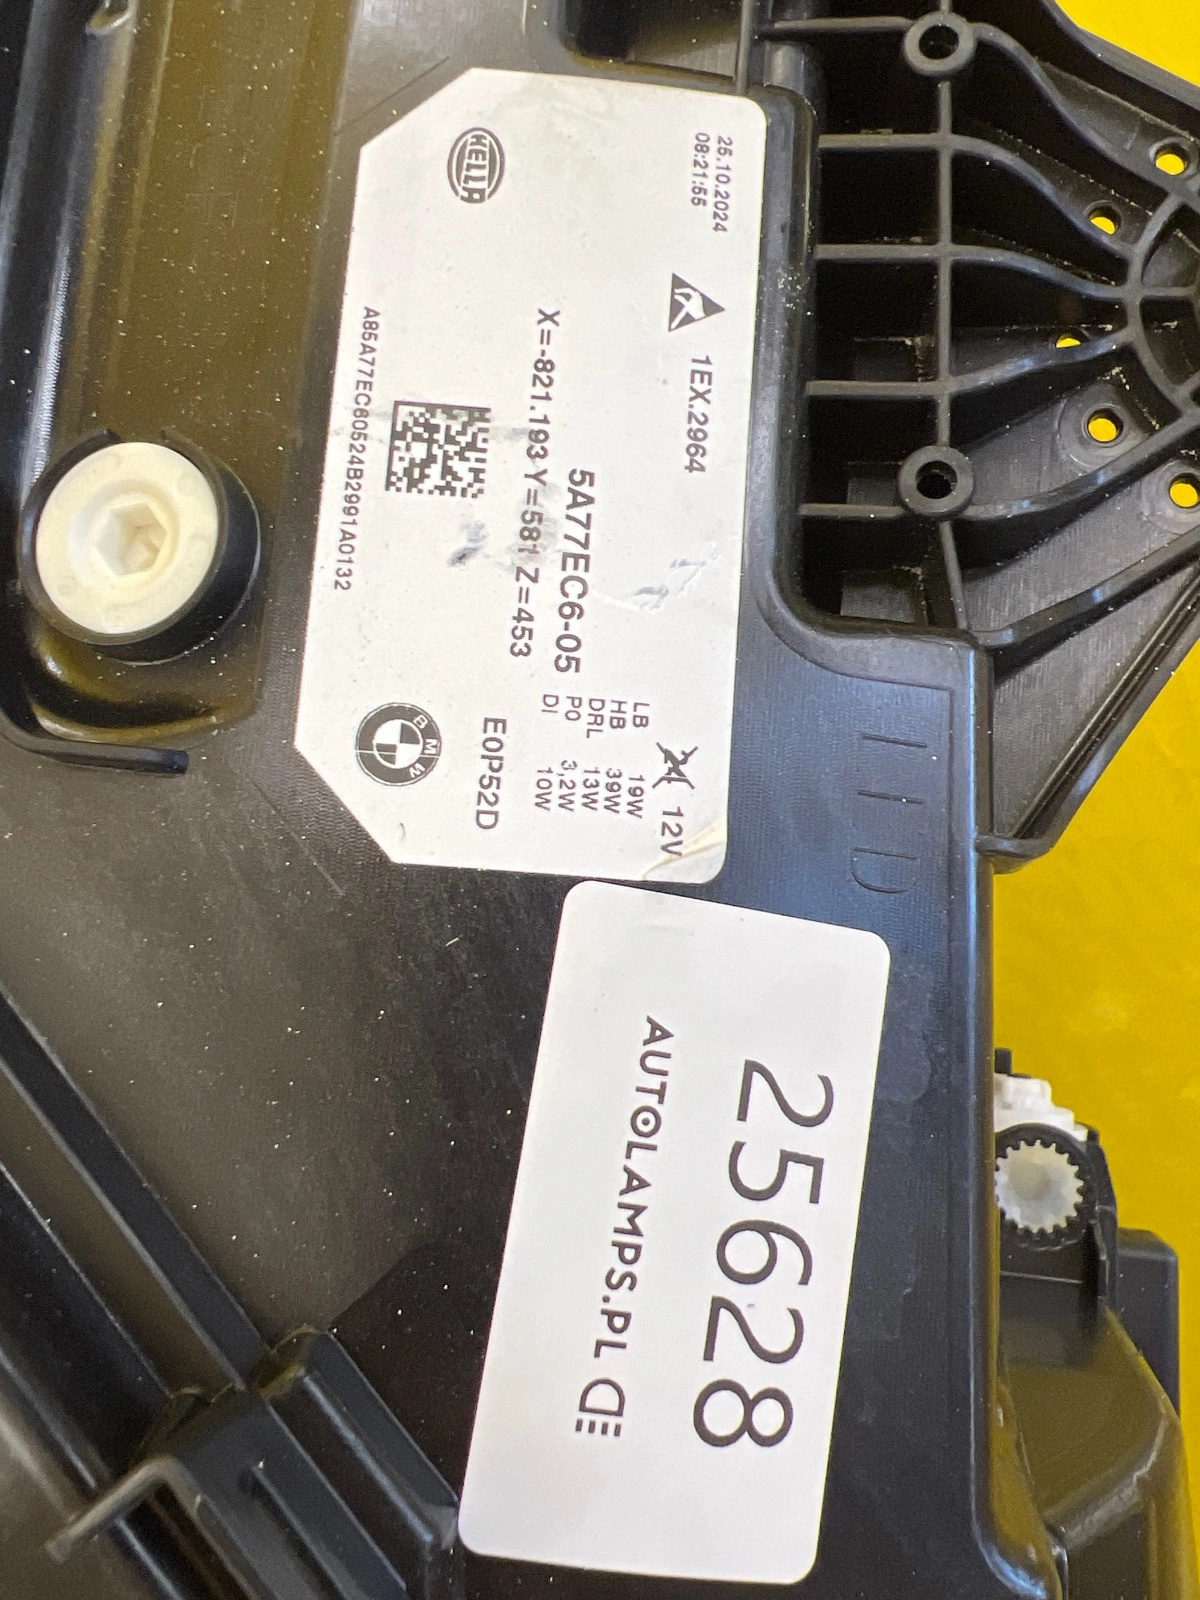 25.10.2024
08:21:55
HELLA
1EX.2964
5A77EC6-05
X=-821.193 Y=581 Z=453
A85A77EC60524B2991A0132
12V
LB 19W
HB 39W
DRL 13W
PO 3,2W
DI 10W
E0P52D
BMW
25628
AUTOLAMPS.PL